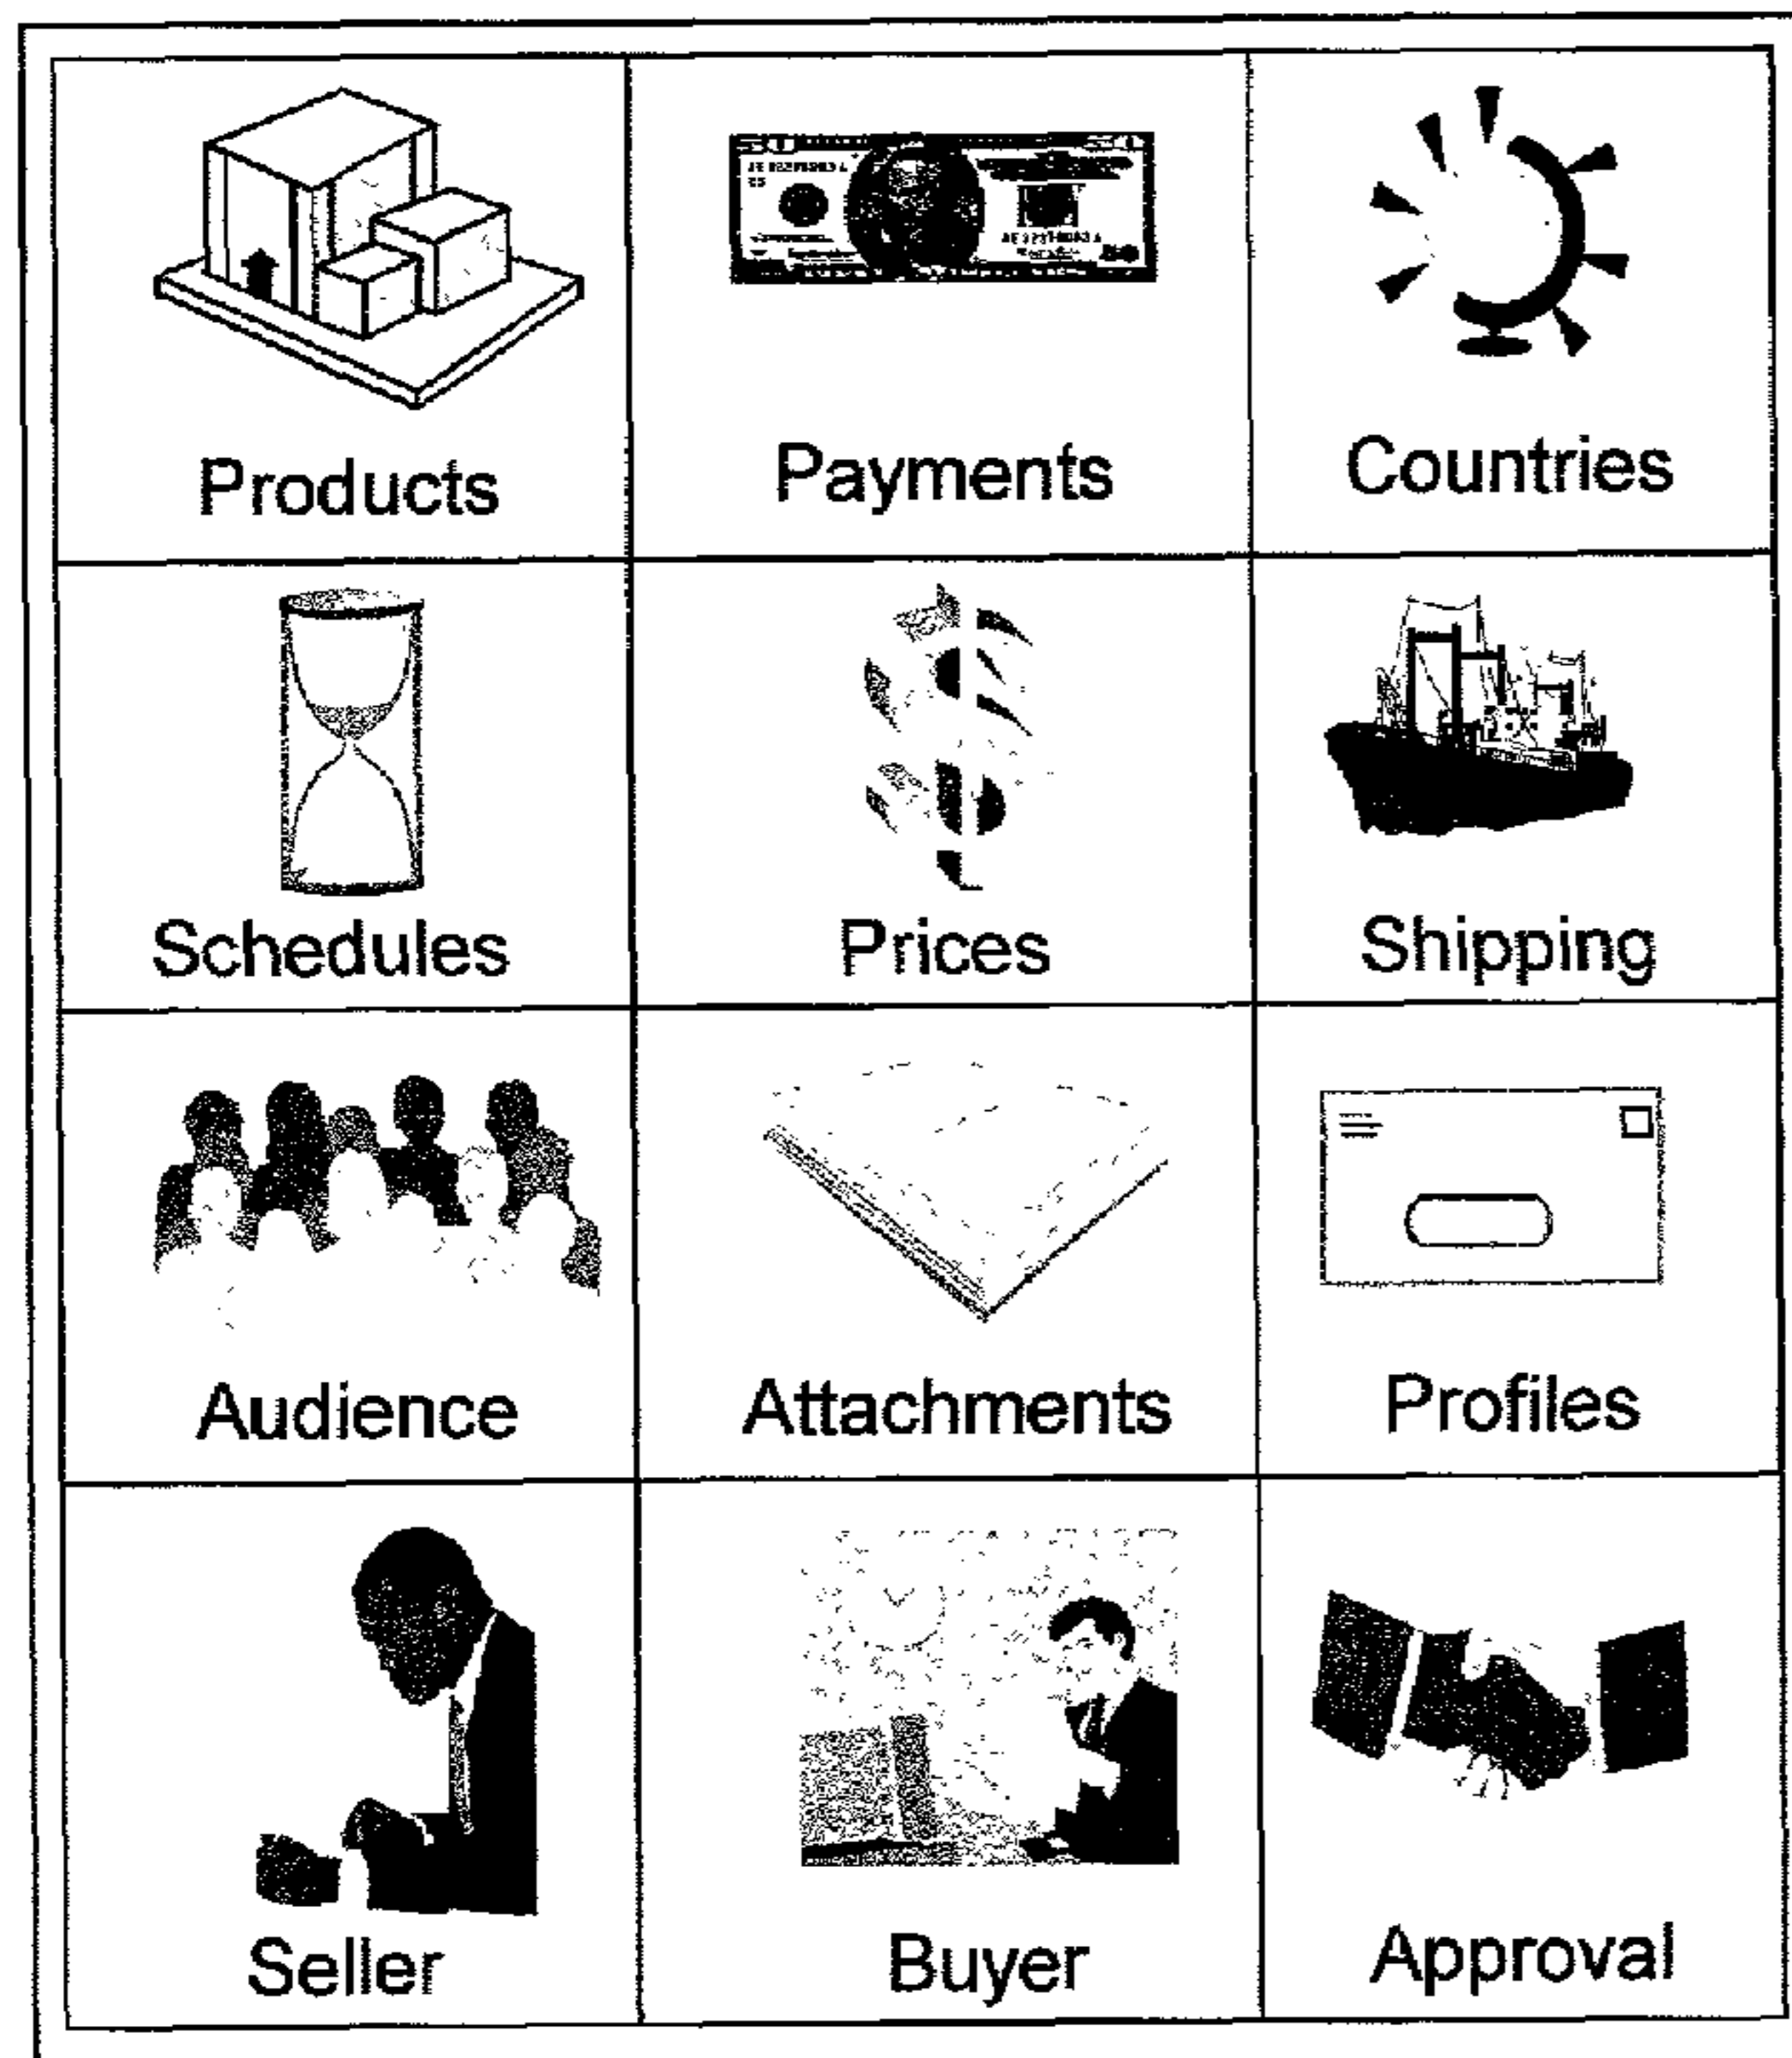 Products
Payments
Countries
Schedules
Prices
Shipping
Audience
Attachments
Profiles
Seller
Buyer
Approval